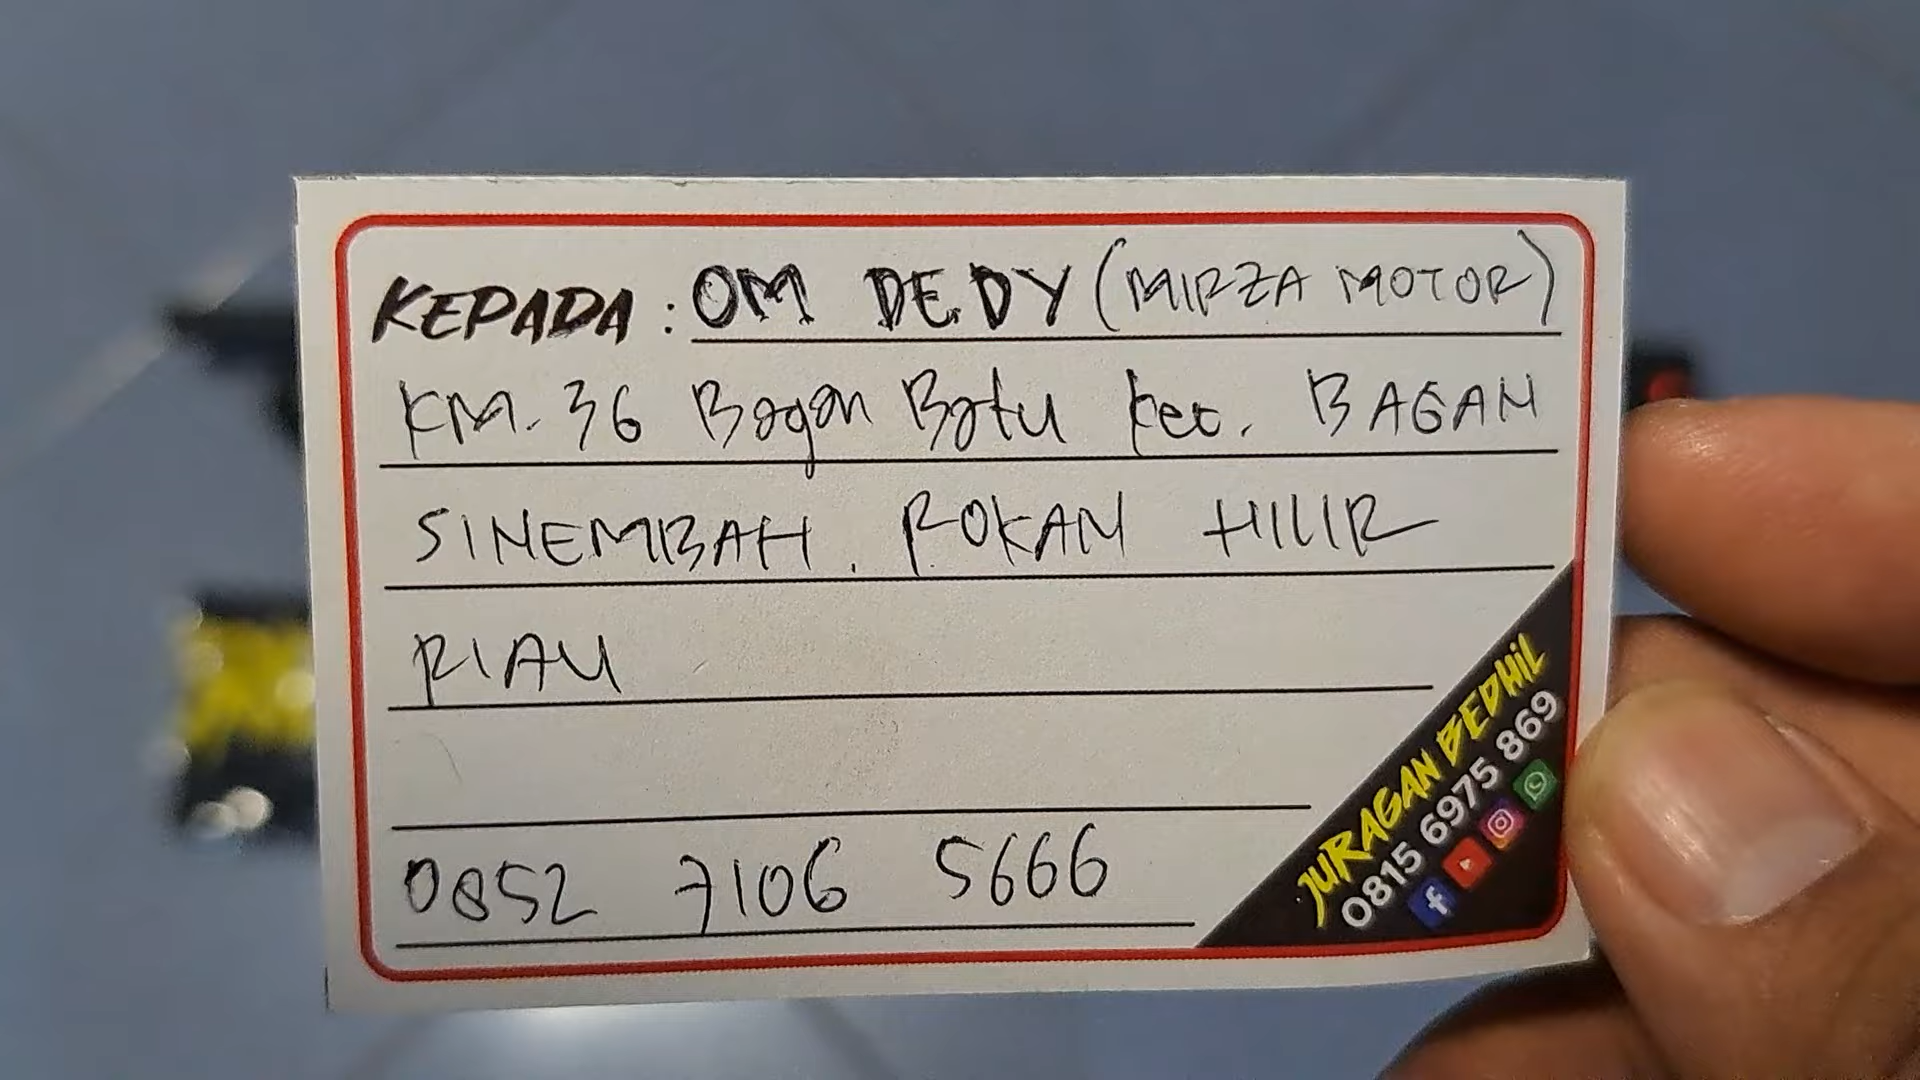 KEPADA : OM DEDY (MIRZA MOTOR)
KM. 36 Bagan Batu Kec. BAGAN
SINEMBAH. ROKAN HILIR
RIAU
0852 7106 5666
JURAGAN BEDHIL
0815 6975 869